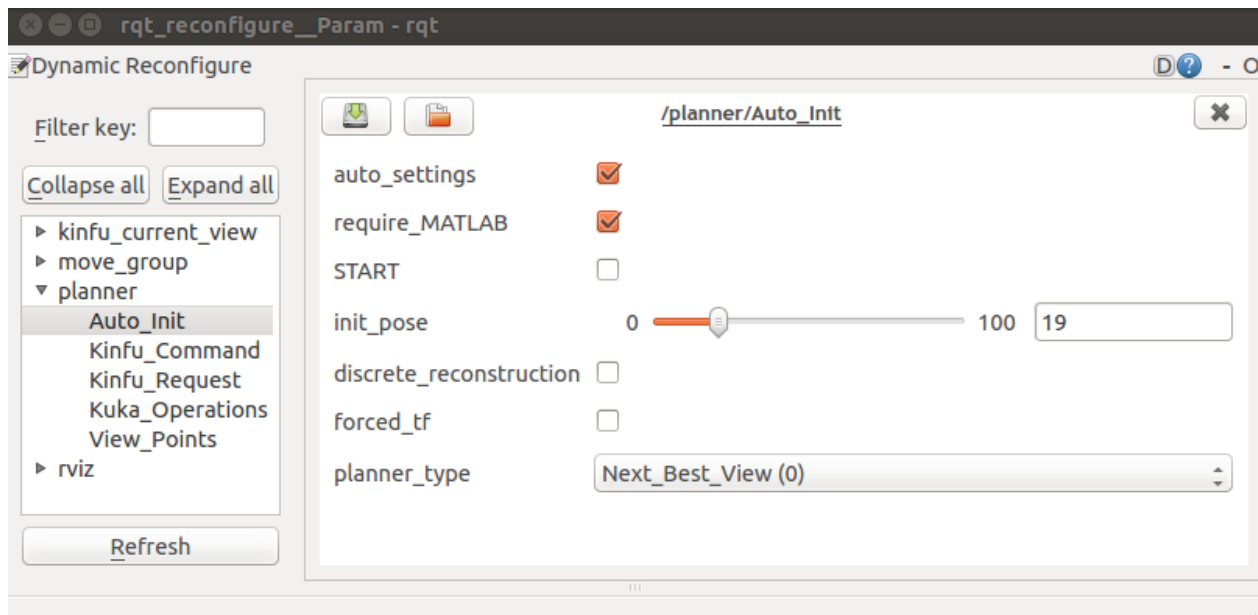 rqt_reconfigure__Param - rqt
Dynamic Reconfigure
D ? - O
Filter key:
Collapse all Expand all
kinfu_current_view
move_group
planner
Auto_Init
Kinfu_Command
Kinfu_Request
Kuka_Operations
View_Points
rviz
Refresh
/planner/Auto_Init
auto_settings
require_MATLAB
START
init_pose 0 100 19
discrete_reconstruction
forced_tf
planner_type Next_Best_View (0)